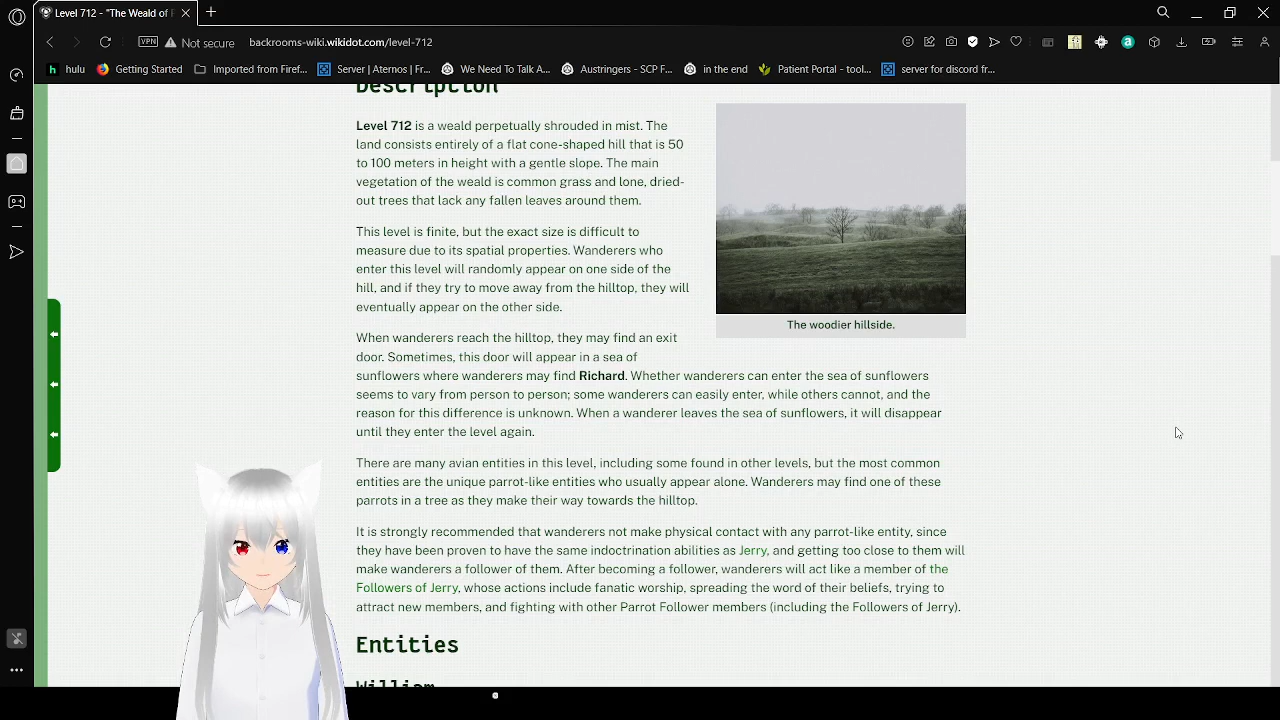 Level 712 - "The Weald of F
VPN
Not secure
backrooms-wiki.wikidot.com/level-712
hulu
Getting Started
Imported from Firef...
Server | Aternos | Fr...
We Need To Talk A...
Austringers - SCP F...
in the end
Patient Portal - tool...
server for discord fr...
Description
Level 712 is a weald perpetually shrouded in mist. The
land consists entirely of a flat cone-shaped hill that is 50
to 100 meters in height with a gentle slope. The main
vegetation of the weald is common grass and lone, dried-
out trees that lack any fallen leaves around them.
This level is finite, but the exact size is difficult to
measure due to its spatial properties. Wanderers who
enter this level will randomly appear on one side of the
hill, and if they try to move away from the hilltop, they will
eventually appear on the other side.
The woodier hillside.
When wanderers reach the hilltop, they may find an exit
door. Sometimes, this door will appear in a sea of
sunflowers where wanderers may find Richard. Whether wanderers can enter the sea of sunflowers
seems to vary from person to person; some wanderers can easily enter, while others cannot, and the
reason for this difference is unknown. When a wanderer leaves the sea of sunflowers, it will disappear
until they enter the level again.
There are many avian entities in this level, including some found in other levels, but the most common
entities are the unique parrot-like entities who usually appear alone. Wanderers may find one of these
parrots in a tree as they make their way towards the hilltop.
It is strongly recommended that wanderers not make physical contact with any parrot-like entity, since
they have been proven to have the same indoctrination abilities as Jerry, and getting too close to them will
make wanderers a follower of them. After becoming a follower, wanderers will act like a member of the
Followers of Jerry, whose actions include fanatic worship, spreading the word of their beliefs, trying to
attract new members, and fighting with other Parrot Follower members (including the Followers of Jerry).
Entities
William